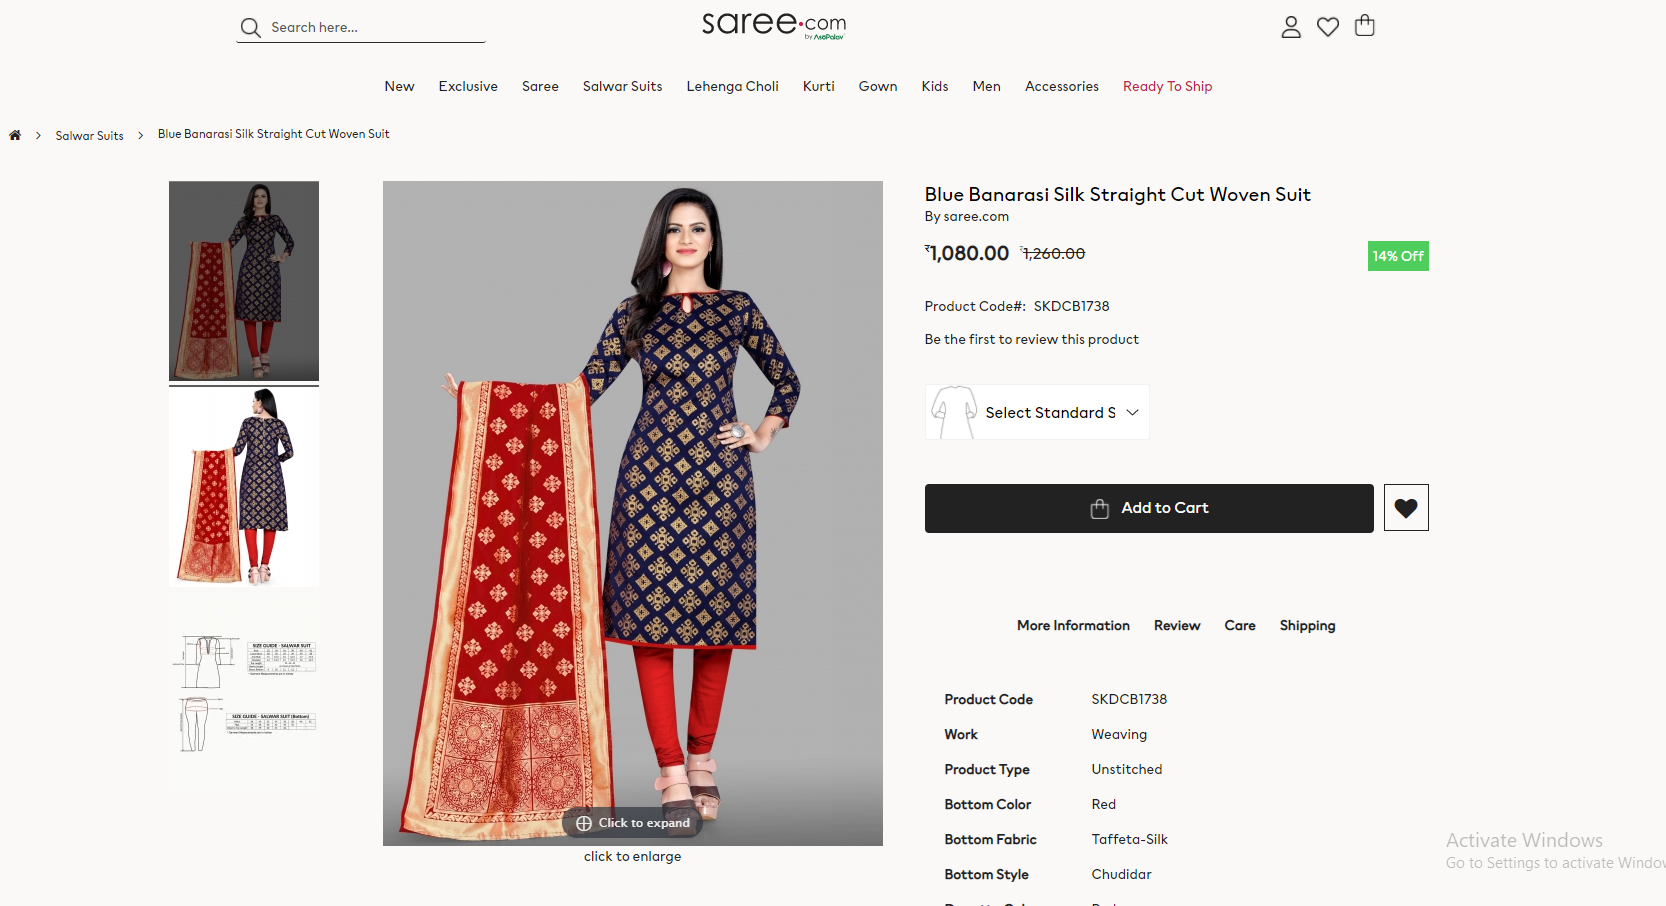 Search here...
saree.com
by AsoPalav
New Exclusive Saree Salwar Suits Lehenga Choli Kurti Gown Kids Men Accessories Ready To Ship
Salwar Suits > Blue Banarasi Silk Straight Cut Woven Suit
SIZE GUIDE - SALWAR SUIT
SIZE GUIDE - SALWAR SUIT (Bottom)
Click to expand
click to enlarge
Blue Banarasi Silk Straight Cut Woven Suit
By saree.com
₹1,080.00 ₹1,260.00
14% Off
Product Code#: SKDCB1738
Be the first to review this product
Select Standard S
Add to Cart
More Information Review Care Shipping
Product Code SKDCB1738
Work Weaving
Product Type Unstitched
Bottom Color Red
Bottom Fabric Taffeta-Silk
Bottom Style Chudidar
Activate Windows
Go to Settings to activate Window